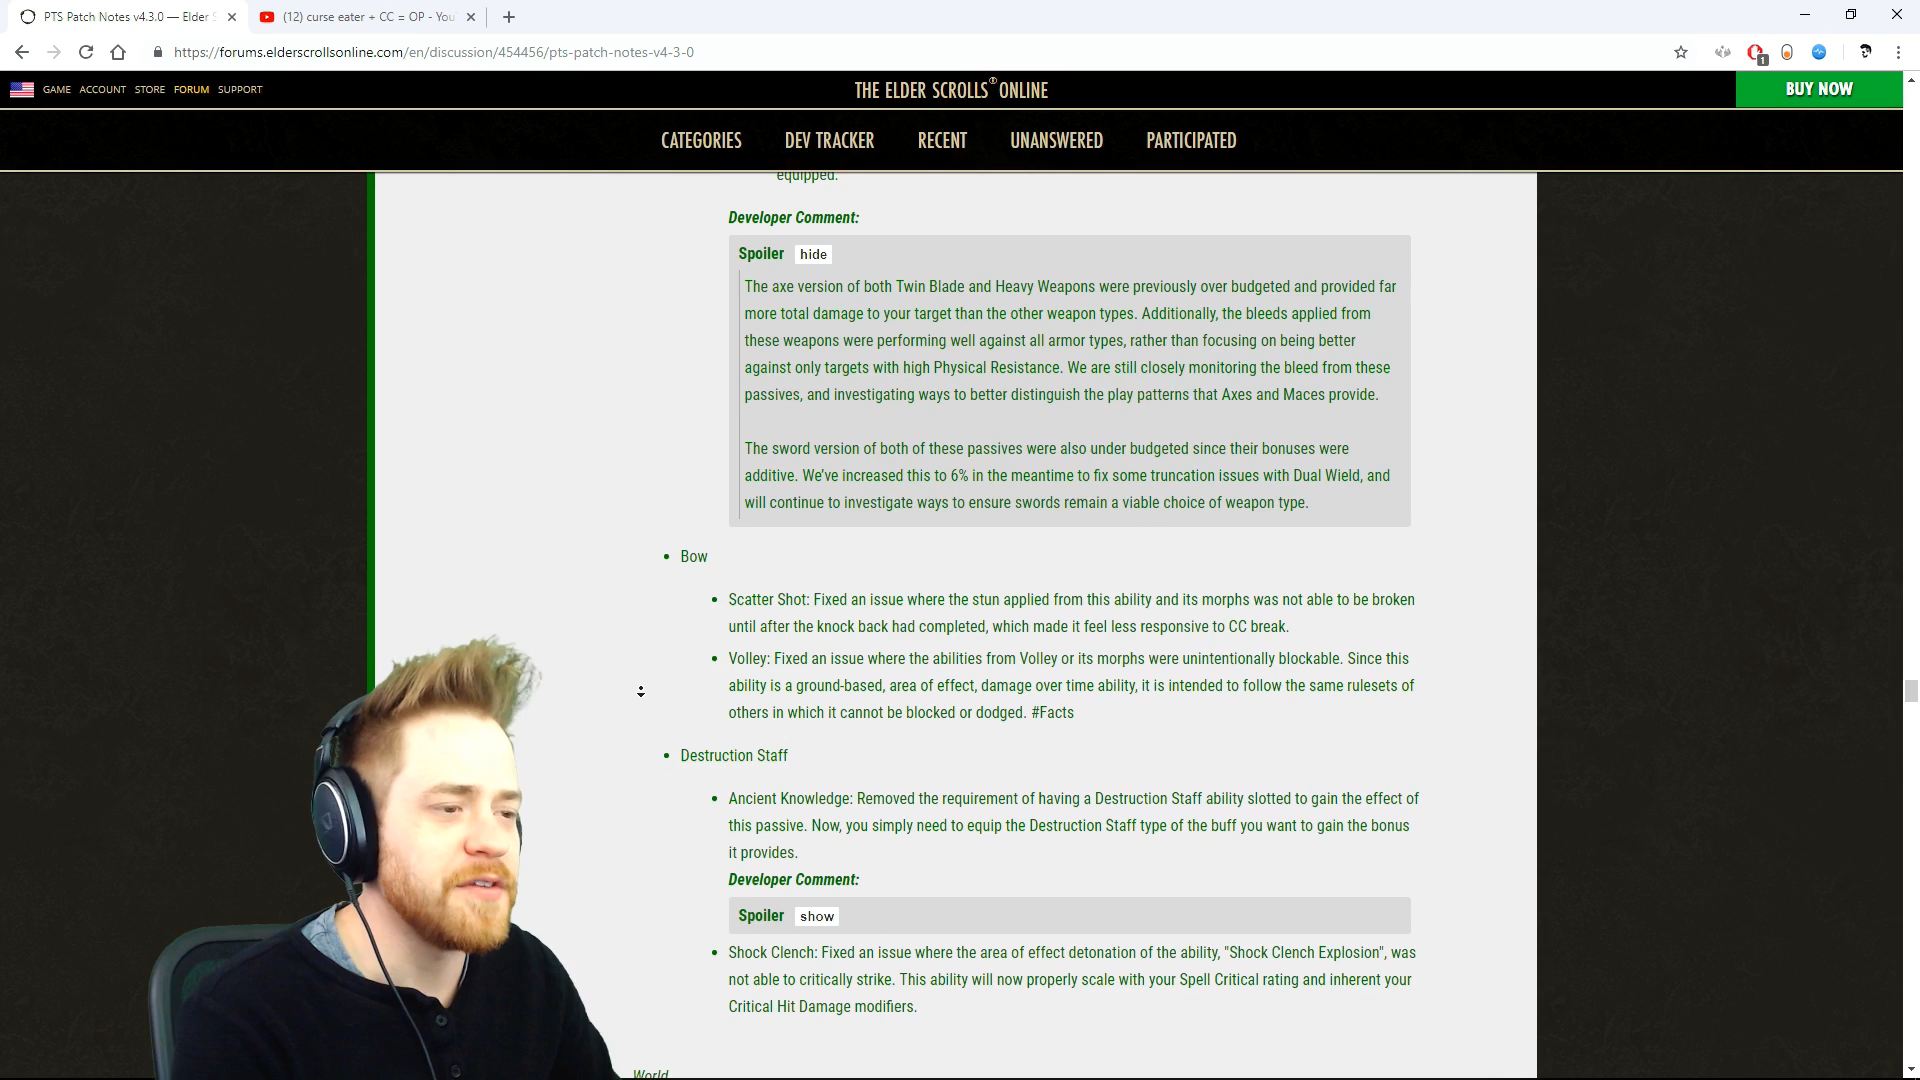 PTS Patch Notes v4.3.0 — Elder S
(12) curse eater + CC = OP - You
https://forums.elderscrollsonline.com/en/discussion/454456/pts-patch-notes-v4-3-0
1
GAME ACCOUNT STORE FORUM SUPPORT
THE ELDER SCROLLS ONLINE
BUY NOW
CATEGORIES DEV TRACKER RECENT UNANSWERED PARTICIPATED
equipped.
Developer Comment:
Spoiler hide
The axe version of both Twin Blade and Heavy Weapons were previously over budgeted and provided far
more total damage to your target than the other weapon types. Additionally, the bleeds applied from
these weapons were performing well against all armor types, rather than focusing on being better
against only targets with high Physical Resistance. We are still closely monitoring the bleed from these
passives, and investigating ways to better distinguish the play patterns that Axes and Maces provide.
The sword version of both of these passives were also under budgeted since their bonuses were
additive. We've increased this to 6% in the meantime to fix some truncation issues with Dual Wield, and
will continue to investigate ways to ensure swords remain a viable choice of weapon type.
• Bow
• Scatter Shot: Fixed an issue where the stun applied from this ability and its morphs was not able to be broken
until after the knock back had completed, which made it feel less responsive to CC break.
• Volley: Fixed an issue where the abilities from Volley or its morphs were unintentionally blockable. Since this
ability is a ground-based, area of effect, damage over time ability, it is intended to follow the same rulesets of
others in which it cannot be blocked or dodged. #Facts
• Destruction Staff
• Ancient Knowledge: Removed the requirement of having a Destruction Staff ability slotted to gain the effect of
this passive. Now, you simply need to equip the Destruction Staff type of the buff you want to gain the bonus
it provides.
Developer Comment:
Spoiler show
• Shock Clench: Fixed an issue where the area of effect detonation of the ability, "Shock Clench Explosion", was
not able to critically strike. This ability will now properly scale with your Spell Critical rating and inherent your
Critical Hit Damage modifiers.
World